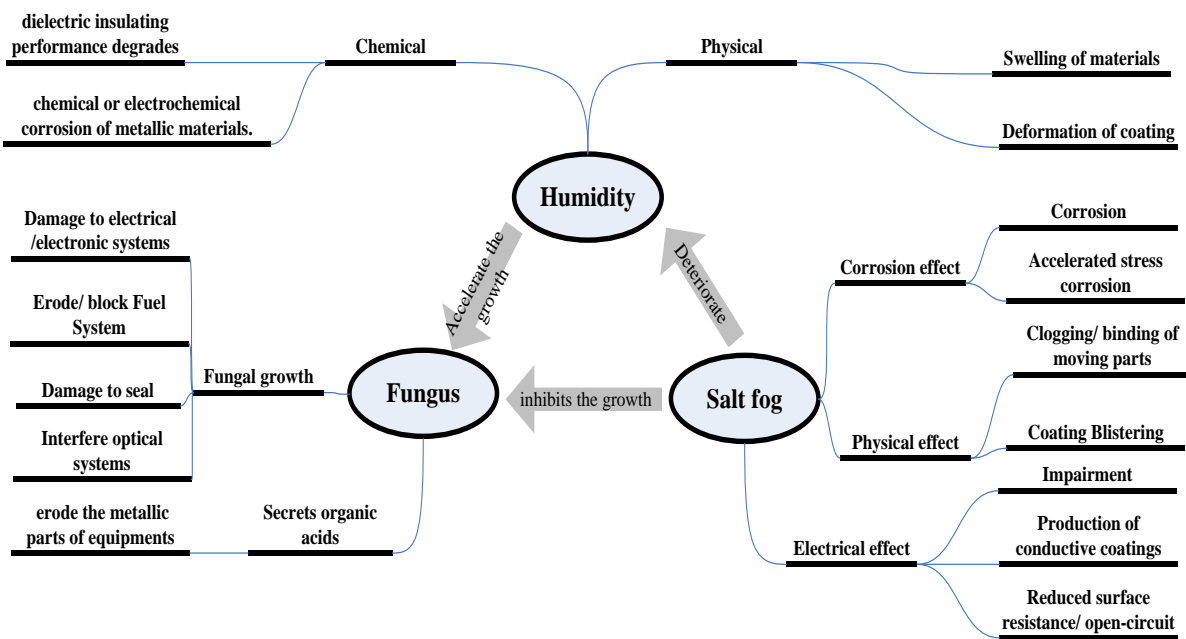 dielectric insulating
performance degrades
Chemical
Physical
Swelling of materials
chemical or electrochemical
corrosion of metallic materials.
Deformation of coating
Humidity
Damage to electrical
/electronic systems
Erode/ block Fuel
System
Damage to seal
Interfere optical
systems
Fungal growth
Fungus
erode the metallic
parts of equipments
Secrets organic
acids
Accelerate the
growth
Deteriorate
inhibits the growth
Salt fog
Corrosion effect
Corrosion
Accelerated stress
corrosion
Physical effect
Clogging/ binding of
moving parts
Coating Blistering
Electrical effect
Impairment
Production of
conductive coatings
Reduced surface
resistance/ open-circuit